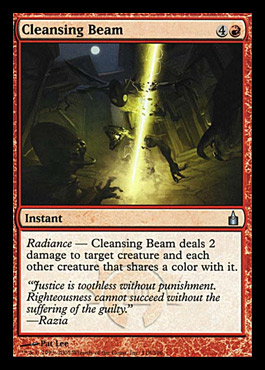 Cleansing Beam 4
Instant
Radiance — Cleansing Beam deals 2
damage to target creature and each
other creature that shares a color with it.
"Justice is toothless without punishment.
Righteousness cannot succeed without the
suffering of the guilty."
—Razia
Pat Lee